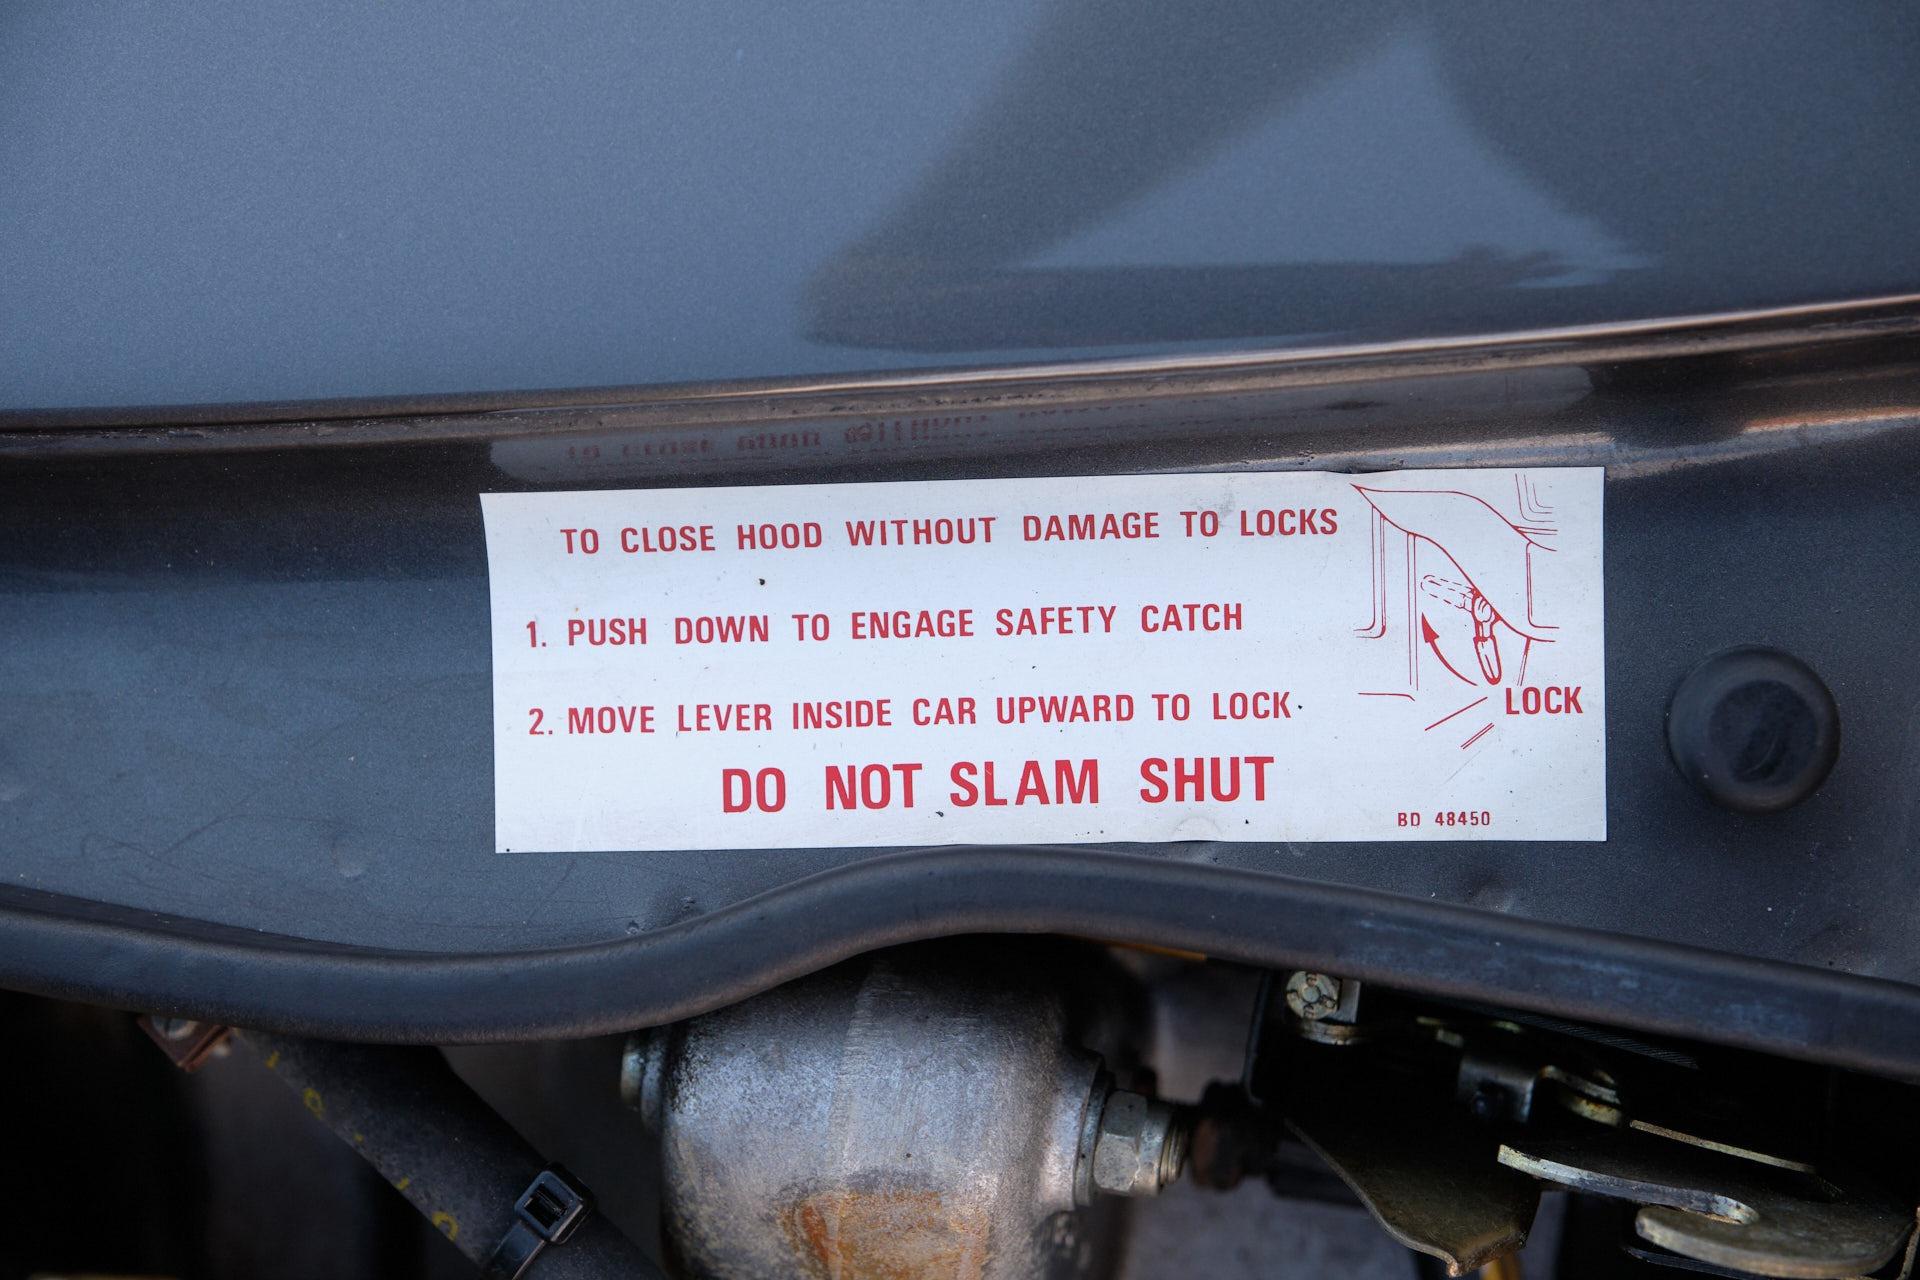 TO CLOSE HOOD WITHOUT DAMAGE TO LOCKS
1. PUSH DOWN TO ENGAGE SAFETY CATCH
2. MOVE LEVER INSIDE CAR UPWARD TO LOCK.
LOCK
DO NOT SLAM SHUT
BD 48450